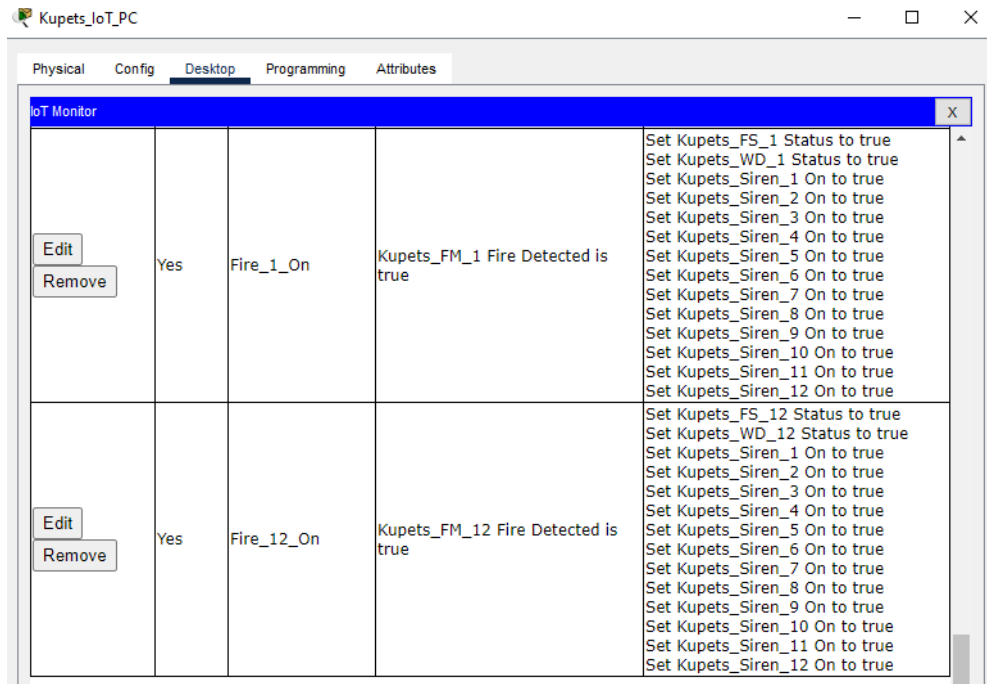 Kupets_IoT_PC
Physical Config Desktop Programming Attributes
IoT Monitor X
Edit
Remove
Yes
Fire_1_On
Kupets_FM_1 Fire Detected is
true
Set Kupets_FS_1 Status to true
Set Kupets_WD_1 Status to true
Set Kupets_Siren_1 On to true
Set Kupets_Siren_2 On to true
Set Kupets_Siren_3 On to true
Set Kupets_Siren_4 On to true
Set Kupets_Siren_5 On to true
Set Kupets_Siren_6 On to true
Set Kupets_Siren_7 On to true
Set Kupets_Siren_8 On to true
Set Kupets_Siren_9 On to true
Set Kupets_Siren_10 On to true
Set Kupets_Siren_11 On to true
Set Kupets_Siren_12 On to true
Edit
Remove
Yes
Fire_12_On
Kupets_FM_12 Fire Detected is
true
Set Kupets_FS_12 Status to true
Set Kupets_WD_12 Status to true
Set Kupets_Siren_1 On to true
Set Kupets_Siren_2 On to true
Set Kupets_Siren_3 On to true
Set Kupets_Siren_4 On to true
Set Kupets_Siren_5 On to true
Set Kupets_Siren_6 On to true
Set Kupets_Siren_7 On to true
Set Kupets_Siren_8 On to true
Set Kupets_Siren_9 On to true
Set Kupets_Siren_10 On to true
Set Kupets_Siren_11 On to true
Set Kupets_Siren_12 On to true